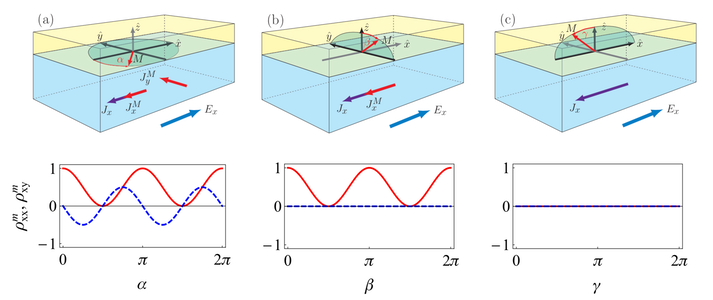 (a)
ẑ
ŷ
x̂
α
M
J_y^M
J_x
J_x^M
E_x
(b)
ẑ
ŷ
M
x̂
J_x
J_x^M
E_x
(c)
M
ẑ
γ
ŷ
x̂
J_x
E_x
ρ_xx^m, ρ_xy^m
1
0
−1
0
π
2π
α
1
0
−1
0
π
2π
β
1
0
−1
0
π
2π
γ